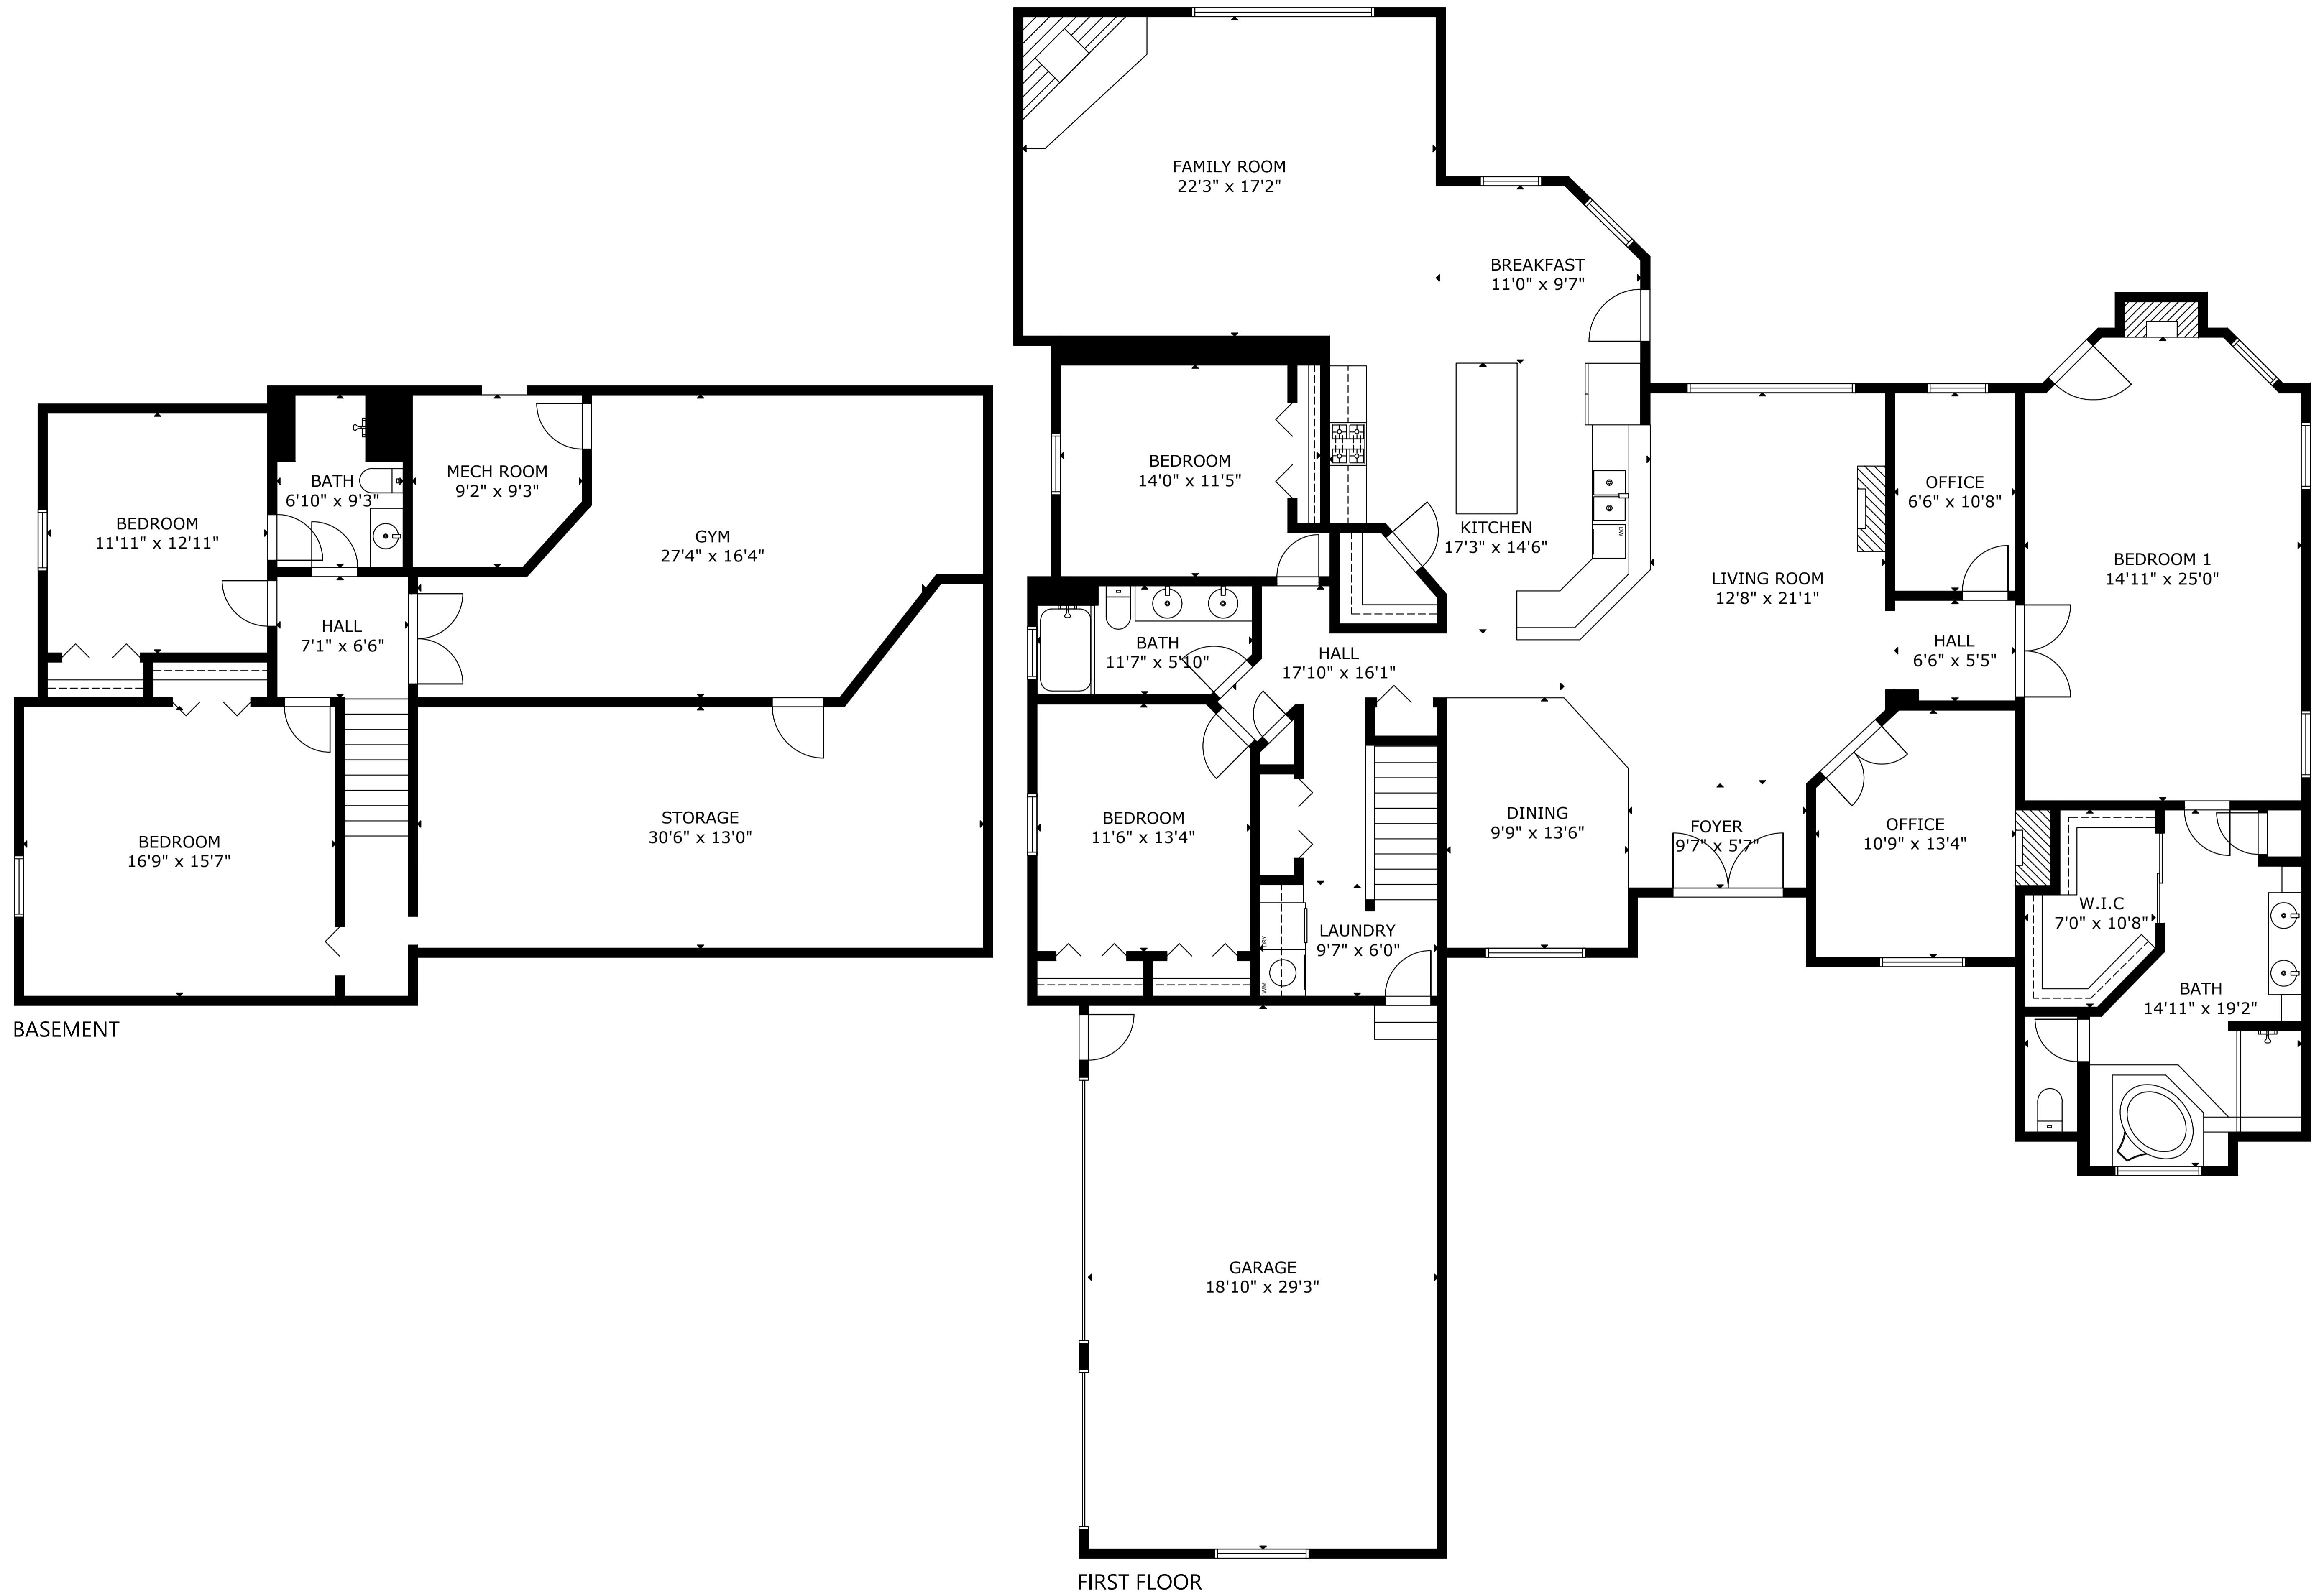 FAMILY ROOM
22'3" x 17'2"
BREAKFAST
11'0" x 9'7"
BEDROOM
14'0" x 11'5"
KITCHEN
17'3" x 14'6"
DW
LIVING ROOM
12'8" x 21'1"
OFFICE
6'6" x 10'8"
BEDROOM 1
14'11" x 25'0"
HALL
6'6" x 5'5"
BATH
11'7" x 5'10"
HALL
17'10" x 16'1"
BEDROOM
11'6" x 13'4"
DINING
9'9" x 13'6"
FOYER
9'7" x 5'7"
OFFICE
10'9" x 13'4"
W.I.C
7'0" x 10'8"
LAUNDRY
9'7" x 6'0"
DRY
WM
BATH
14'11" x 19'2"
GARAGE
18'10" x 29'3"
FIRST FLOOR
BATH
6'10" x 9'3"
MECH ROOM
9'2" x 9'3"
BEDROOM
11'11" x 12'11"
GYM
27'4" x 16'4"
HALL
7'1" x 6'6"
STORAGE
30'6" x 13'0"
BEDROOM
16'9" x 15'7"
BASEMENT